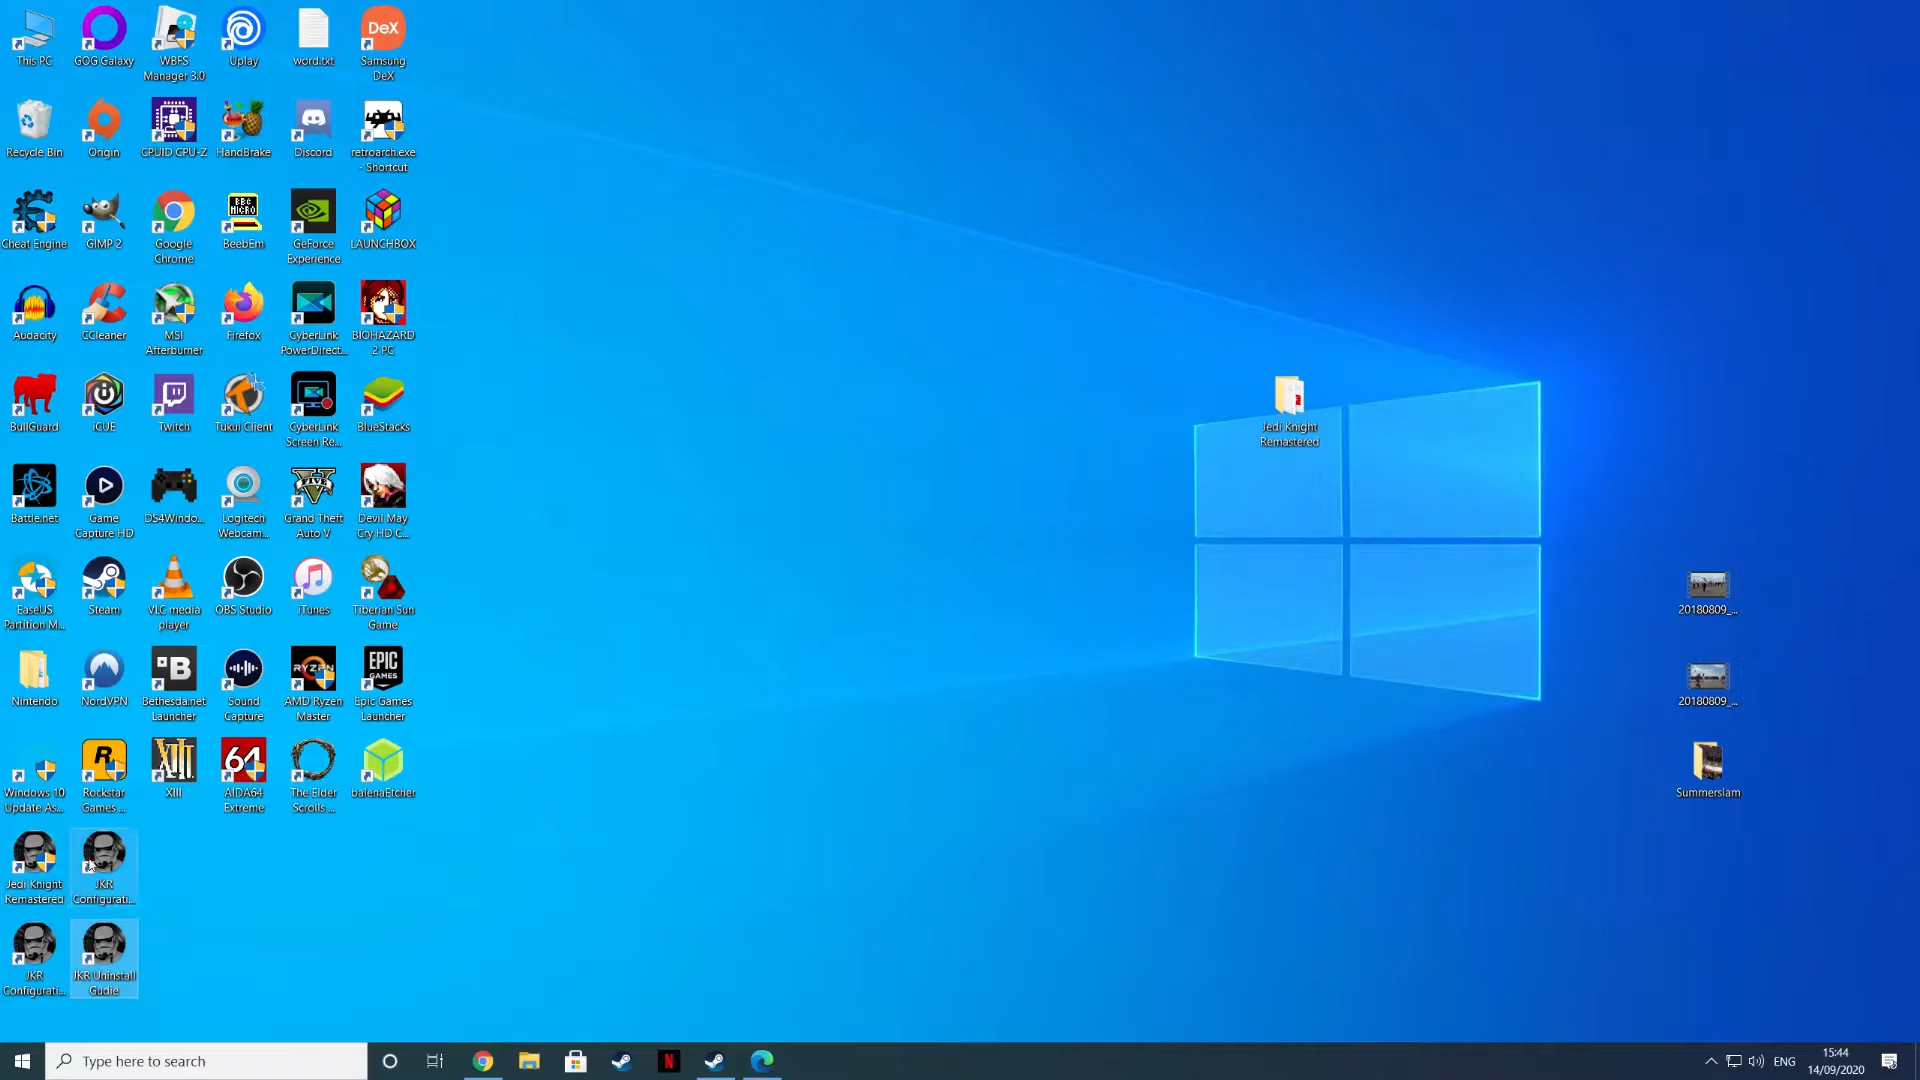 This PC
GOG Galaxy
WBFS
Manager 3.0
Uplay
word.txt
DeX
Samsung
DeX
Recycle Bin
Origin
CPUID CPU-Z
HandBrake
Discord
retroarch.exe
- Shortcut
Cheat Engine
GIMP 2
Google
Chrome
BBC
MICRO
BeebEm
GeForce
Experience
LAUNCHBOX
Audacity
CCleaner
MSI
Afterburner
Firefox
CyberLink
PowerDirect...
BIOHAZARD
2 PC
BullGuard
iCUE
Twitch
Tukui Client
CyberLink
Screen Re...
BlueStacks
Battle.net
Game
Capture HD
DS4Windo...
Logitech
Webcam...
FIVE
Grand Theft
Auto V
Devil May
Cry HD C...
EaseUS
Partition M...
Steam
VLC media
player
OBS Studio
iTunes
Tiberian Sun
Game
Nintendo
NordVPN
B
Bethesda.net
Launcher
Sound
Capture
RYZEN
AMD Ryzen
Master
EPIC
GAMES
Epic Games
Launcher
Windows 10
Update As...
R
Rockstar
Games ...
XIII
XIII
64
AIDA64
Extreme
The Elder
Scrolls ...
balenaEtcher
Jedi Knight
Remastered
JKR
Configurati...
JKR
Configurati...
JKR Uninstall
Gudie
Jedi Knight
Remastered
20180809_...
20180809_...
Summerslam
Type here to search
N
ENG
15:44
14/09/2020